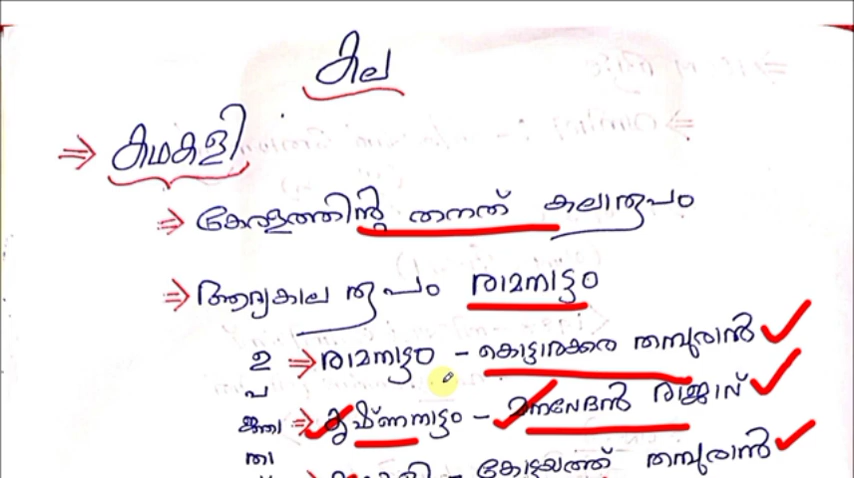 കല
⇒ കഥകളി
⇒ കേരളത്തിന്റെ തനത് കലാരൂപം
⇒ ആദ്യകാല രൂപം രാമനാട്ടം
ഉ ⇒ രാമനാട്ടം - കൊട്ടാരക്കര തമ്പുരാൻ
പ
ജ്ഞാ ⇒ കൃഷ്ണനാട്ടം - മാനവേദൻ രാജാവ്
താ - കോട്ടയത്ത് തമ്പുരാൻ